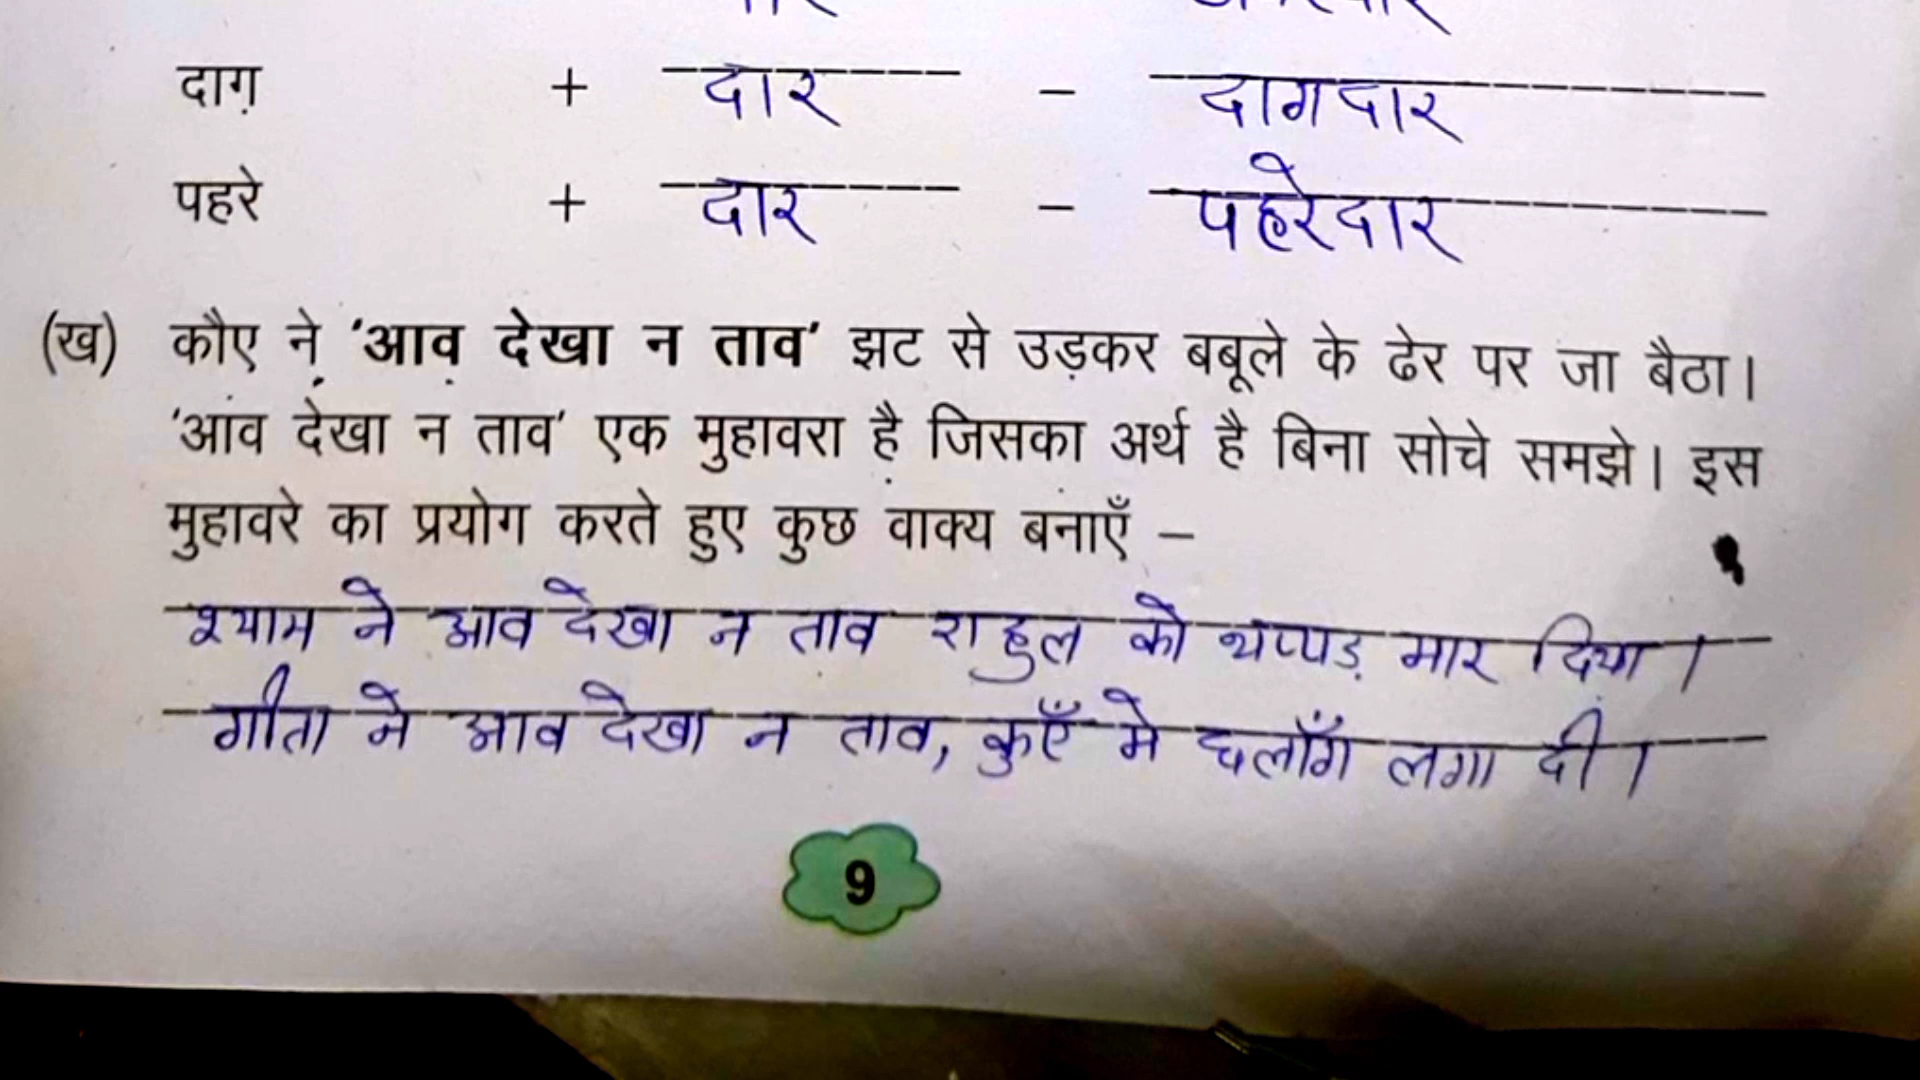 दाग़ + दार - दागदार
पहरे + दार - पहरेदार
(ख) कौए ने 'आव देखा न ताव' झट से उड़कर बबूले के ढेर पर जा बैठा।
'आव देखा न ताव' एक मुहावरा है जिसका अर्थ है बिना सोचे समझे। इस
मुहावरे का प्रयोग करते हुए कुछ वाक्य बनाएँ –
श्याम ने आव देखा न ताव राहुल को थप्पड़ मार दिया।
गीता ने आव देखा न ताव, कुएँ मे छलाँग लगा दी।
9